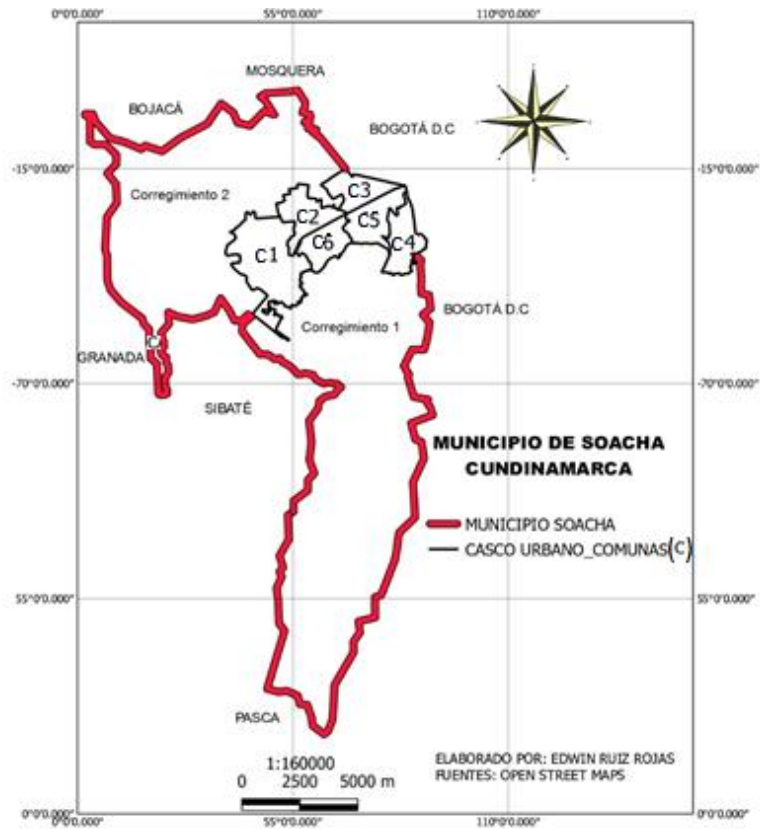 0°0'0.000" 55°0'0.000" 110°0'0.000"
MOSQUERA
BOJACÁ
BOGOTÁ D.C
-15°0'0.000" -15°0'0.000"
Corregimiento 2
C3
C2 C5
C6 C4
C1
Corregimiento 1
BOGOTÁ D.C
GRANADA
-70°0'0.000" -70°0'0.000"
SIBATÉ
MUNICIPIO DE SOACHA
CUNDINAMARCA
MUNICIPIO SOACHA
CASCO URBANO_COMUNAS(C)
55°0'0.000" 55°0'0.000"
PASCA
1:160000
0 2500 5000 m
ELABORADO POR: EDWIN RUIZ ROJAS
FUENTES: OPEN STREET MAPS
0°0'0.000" 55°0'0.000" 110°0'0.000" 0°0'0.000"